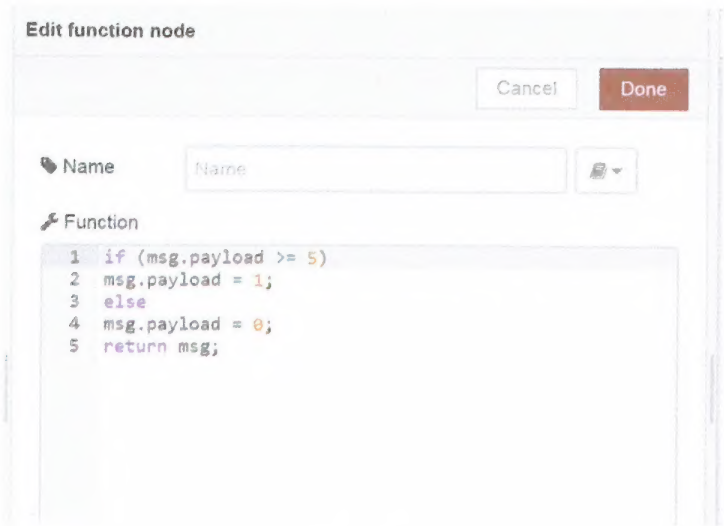 Edit function node
Cancel
Done
Name
Name
Function
1 if (msg.payload >= 5)
2 msg.payload = 1;
3 else
4 msg.payload = 0;
5 return msg;